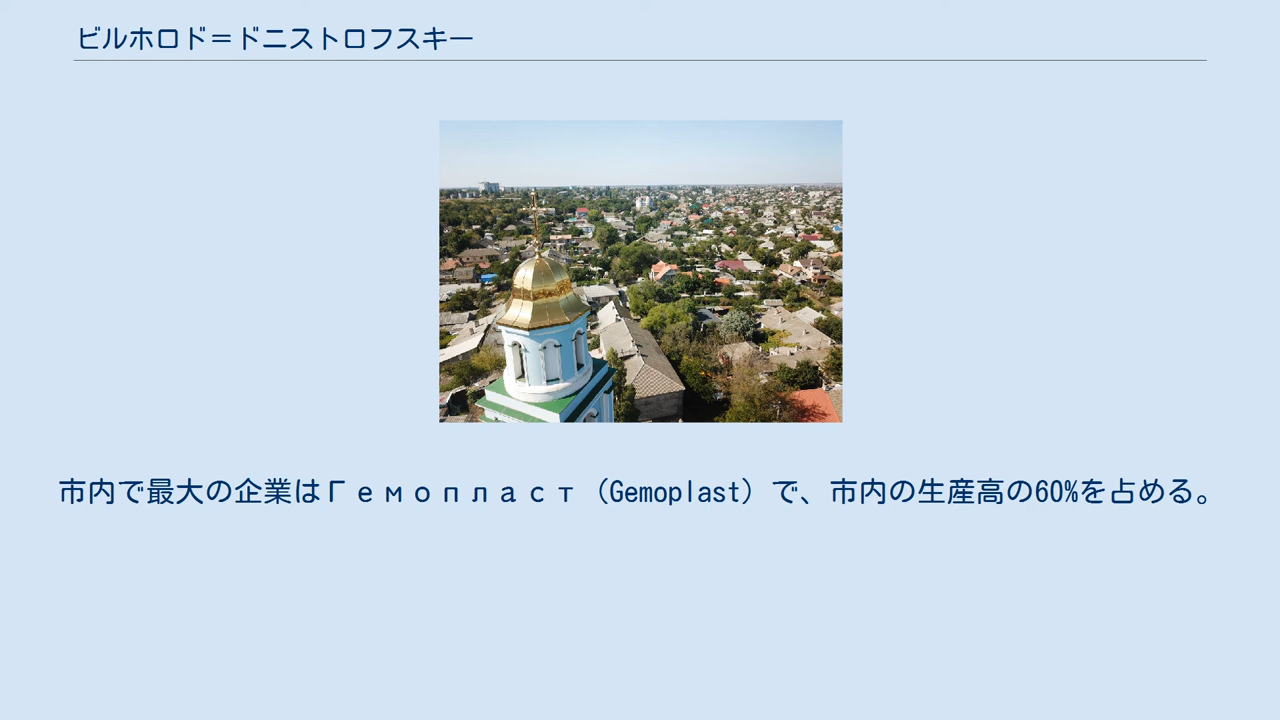 ビルホロド＝ドニストロフスキー
市内で最大の企業はГемопласт（Gemoplast）で、市内の生産高の60%を占める。